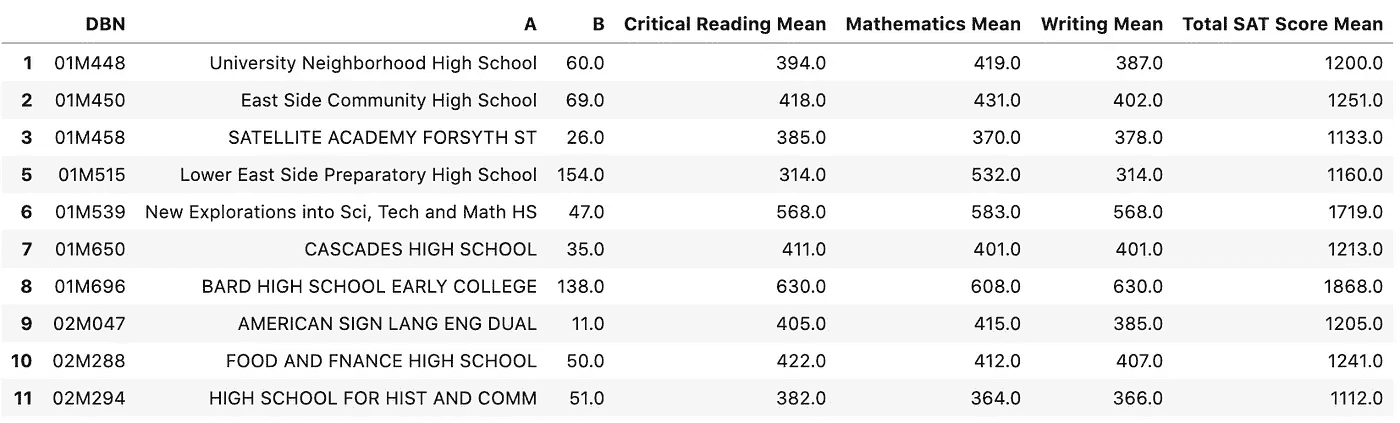 DBN A B Critical Reading Mean Mathematics Mean Writing Mean Total SAT Score Mean
1 01M448 University Neighborhood High School 60.0 394.0 419.0 387.0 1200.0
2 01M450 East Side Community High School 69.0 418.0 431.0 402.0 1251.0
3 01M458 SATELLITE ACADEMY FORSYTH ST 26.0 385.0 370.0 378.0 1133.0
5 01M515 Lower East Side Preparatory High School 154.0 314.0 532.0 314.0 1160.0
6 01M539 New Explorations into Sci, Tech and Math HS 47.0 568.0 583.0 568.0 1719.0
7 01M650 CASCADES HIGH SCHOOL 35.0 411.0 401.0 401.0 1213.0
8 01M696 BARD HIGH SCHOOL EARLY COLLEGE 138.0 630.0 608.0 630.0 1868.0
9 02M047 AMERICAN SIGN LANG ENG DUAL 11.0 405.0 415.0 385.0 1205.0
10 02M288 FOOD AND FNANCE HIGH SCHOOL 50.0 422.0 412.0 407.0 1241.0
11 02M294 HIGH SCHOOL FOR HIST AND COMM 51.0 382.0 364.0 366.0 1112.0